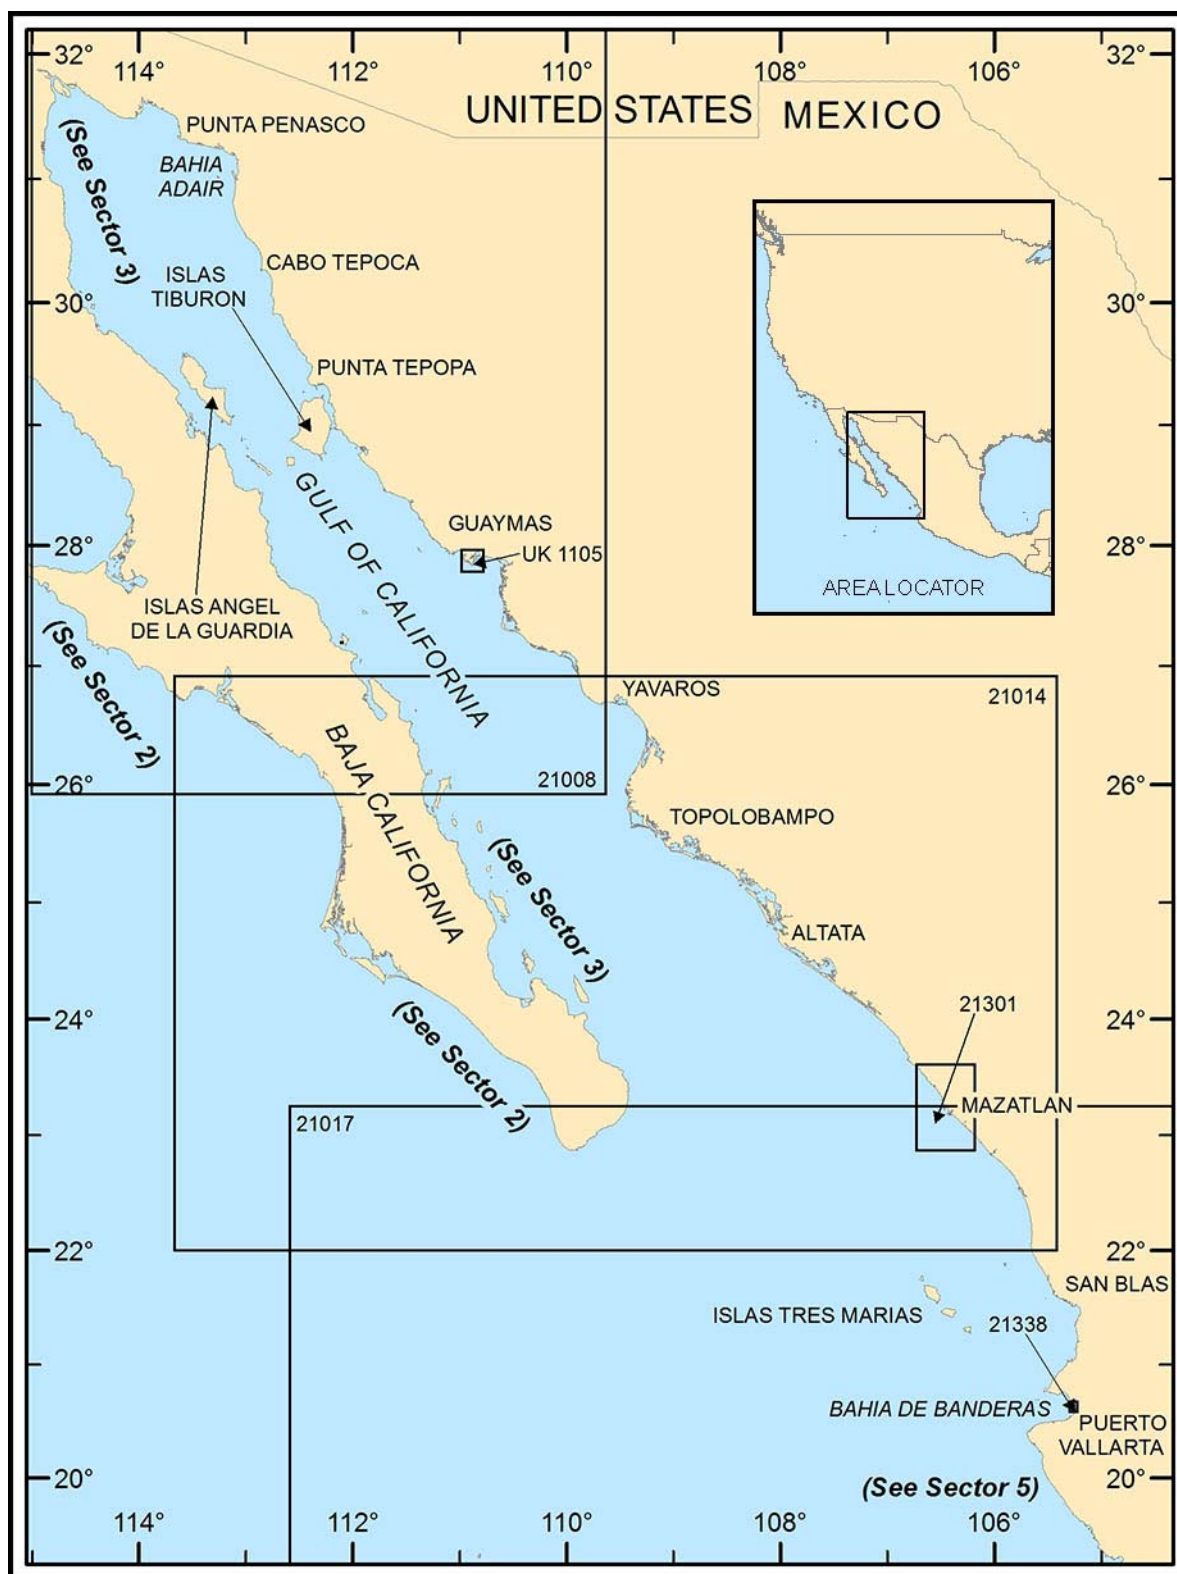 32°
114°
112°
110°
108°
106°
32°
UNITED STATES
MEXICO
PUNTA PENASCO
BAHIA
ADAIR
(See Sector 3)
CABO TEPOCA
ISLAS
TIBURON
30°
30°
PUNTA TEPOPA
GULF OF CALIFORNIA
GUAYMAS
28°
UK 1105
28°
AREA LOCATOR
ISLAS ANGEL
DE LA GUARDIA
(See Sector 2)
YAVAROS
21014
BAJA CALIFORNIA
26°
21008
26°
TOPOLOBAMPO
(See Sector 3)
ALTATA
24°
(See Sector 2)
21301
24°
21017
MAZATLAN
22°
22°
SAN BLAS
ISLAS TRES MARIAS
21338
BAHIA DE BANDERAS
PUERTO
VALLARTA
20°
(See Sector 5)
20°
114°
112°
110°
108°
106°